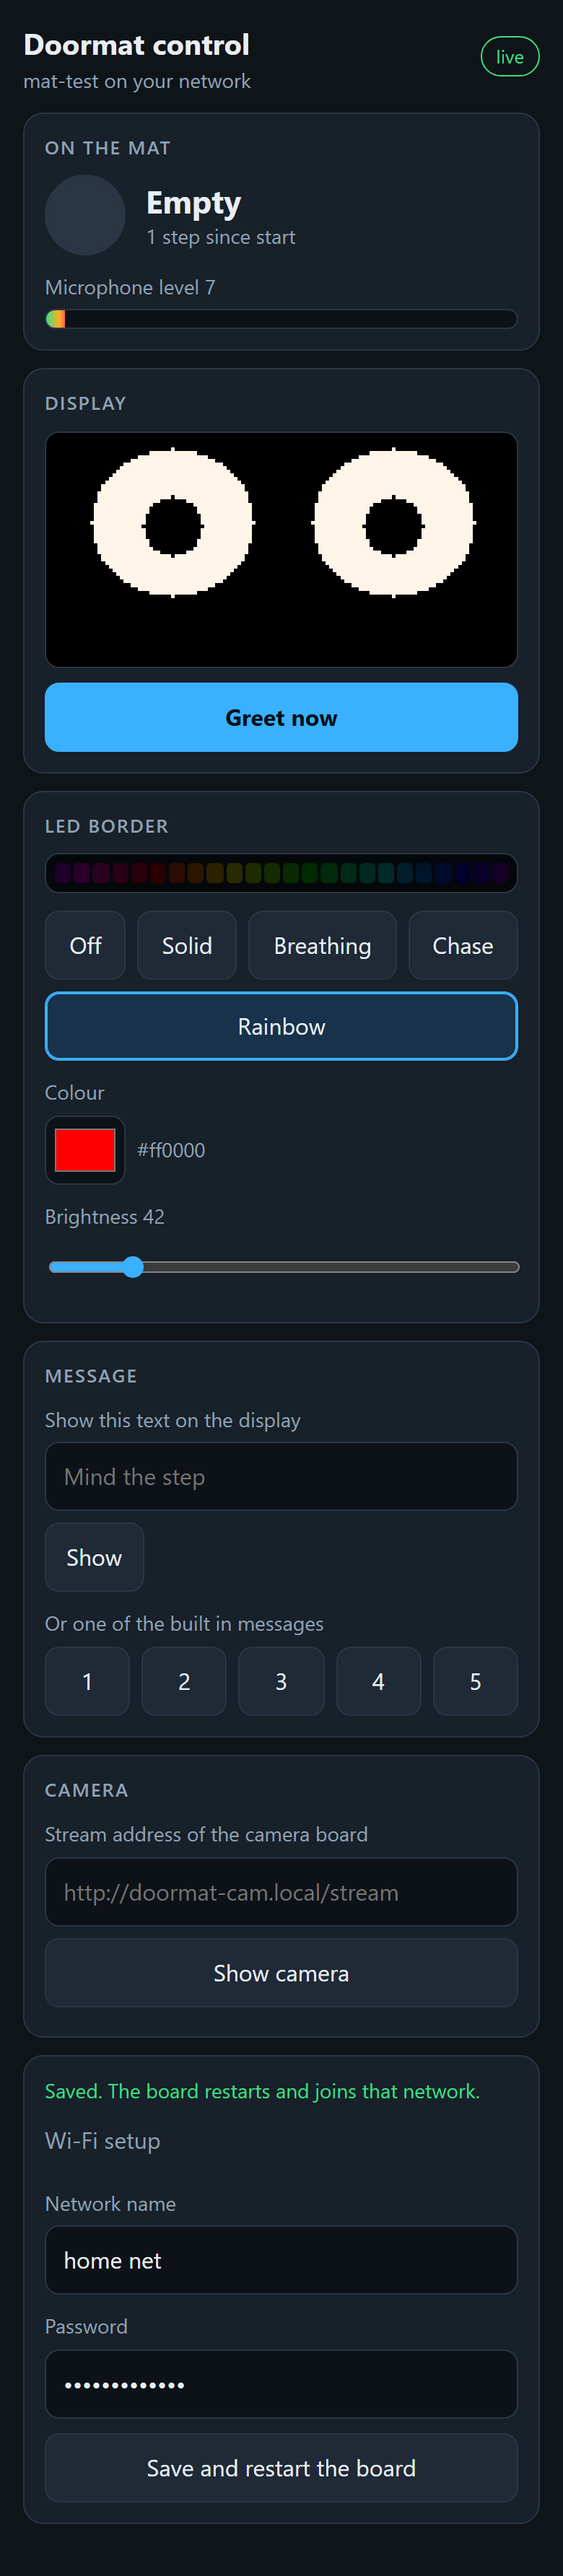 Doormat control
mat-test on your network
live
ON THE MAT
Empty
1 step since start
Microphone level 7
DISPLAY
Greet now
LED BORDER
Off
Solid
Breathing
Chase
Rainbow
Colour
#ff0000
Brightness 42
MESSAGE
Show this text on the display
Mind the step
Show
Or one of the built in messages
1
2
3
4
5
CAMERA
Stream address of the camera board
http://doormat-cam.local/stream
Show camera
Saved. The board restarts and joins that network.
Wi-Fi setup
Network name
home net
Password
•••••••••••••
Save and restart the board